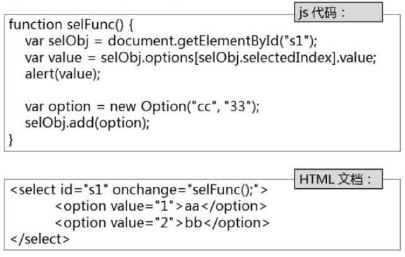 js 代码：
function selFunc() {
var selObj = document.getElementById("s1");
var value = selObj.options[selObj.selectedIndex].value;
alert(value);
var option = new Option("cc", "33");
selObj.add(option);
}
HTML 文档：
<select id="s1" onchange="selFunc();">
<option value="1">aa</option>
<option value="2">bb</option>
</select>